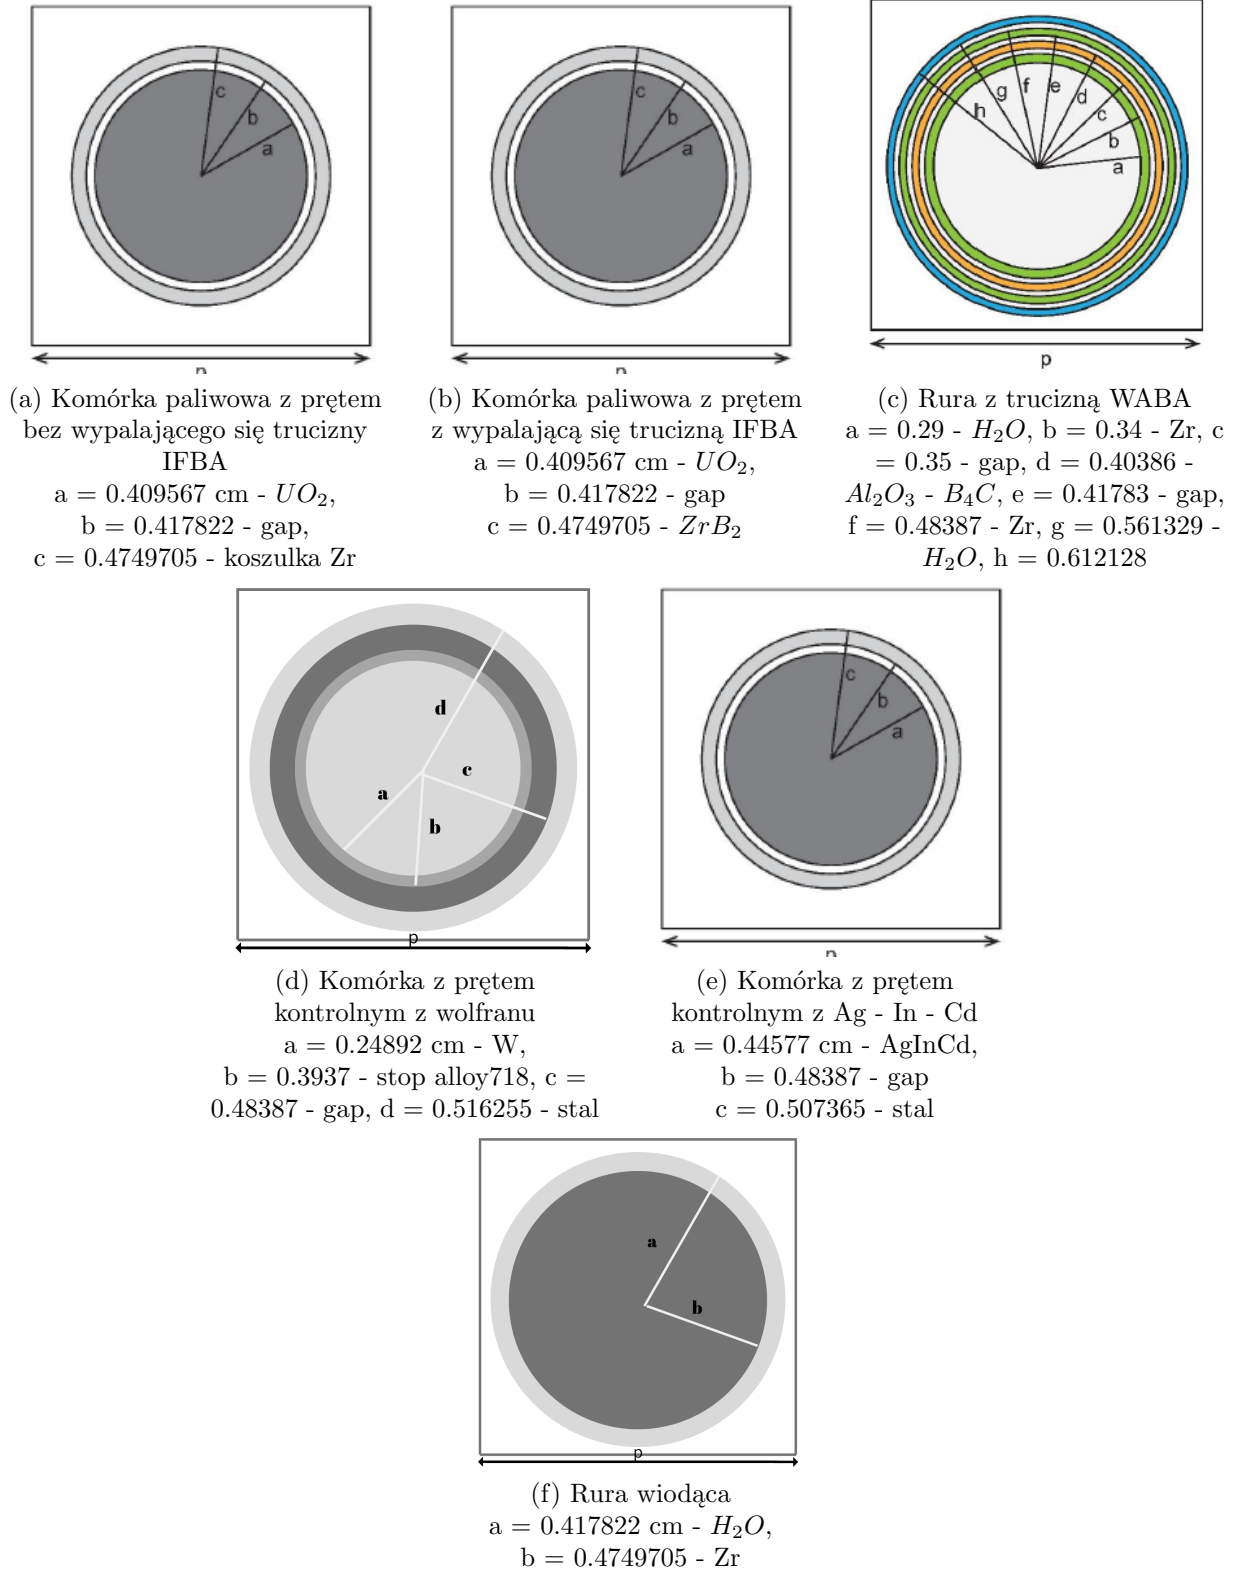 c
b
a
p
(a) Komórka paliwowa z prętem
bez wypalającego się trucizny
IFBA
a = 0.409567 cm - UO₂,
b = 0.417822 - gap,
c = 0.4749705 - koszulka Zr
c
b
a
p
(b) Komórka paliwowa z prętem
z wypalającą się trucizną IFBA
a = 0.409567 cm - UO₂,
b = 0.417822 - gap
c = 0.4749705 - ZrB₂
h
g
f
e
d
c
b
a
p
(c) Rura z trucizną WABA
a = 0.29 - H₂O, b = 0.34 - Zr, c
= 0.35 - gap, d = 0.40386 -
Al₂O₃ - B₄C, e = 0.41783 - gap,
f = 0.48387 - Zr, g = 0.561329 -
H₂O, h = 0.612128
d
c
a
b
p
(d) Komórka z prętem
kontrolnym z wolfranu
a = 0.24892 cm - W,
b = 0.3937 - stop alloy718, c =
0.48387 - gap, d = 0.516255 - stal
c
b
a
p
(e) Komórka z prętem
kontrolnym z Ag - In - Cd
a = 0.44577 cm - AgInCd,
b = 0.48387 - gap
c = 0.507365 - stal
a
b
p
(f) Rura wiodąca
a = 0.417822 cm - H₂O,
b = 0.4749705 - Zr